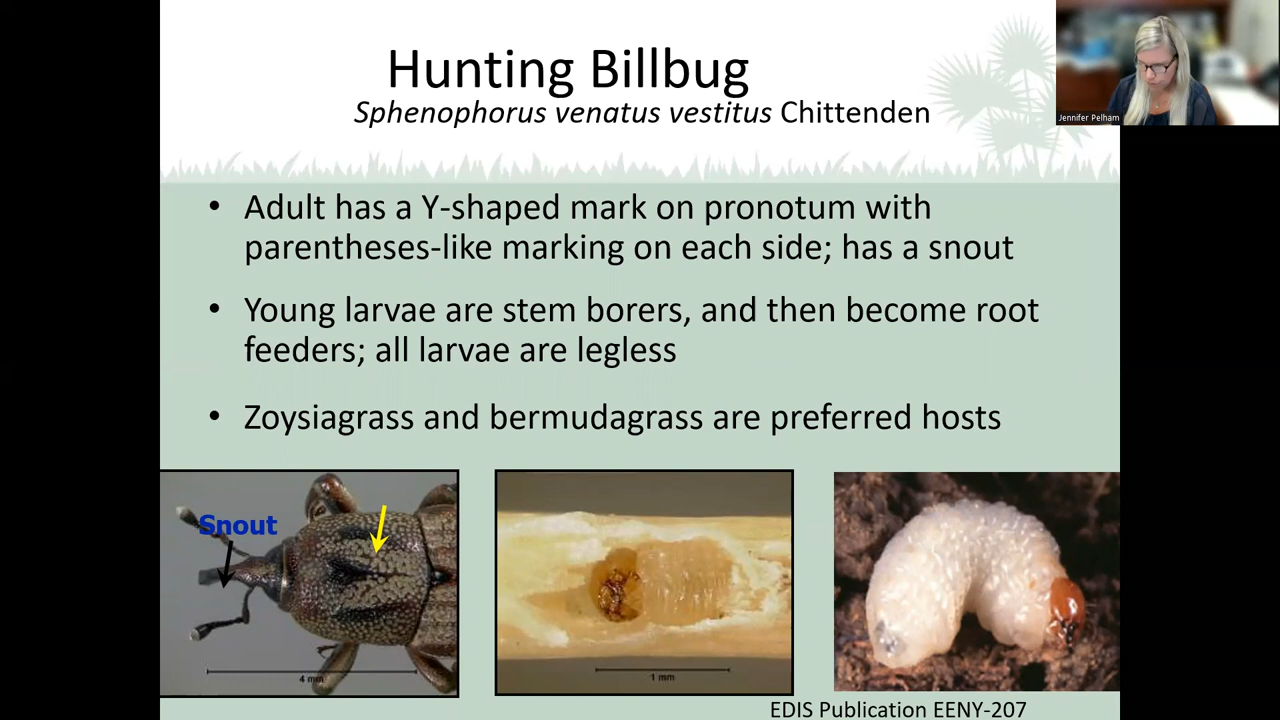 Hunting Billbug
Sphenophorus venatus vestitus Chittenden
Jennifer Pelham
• Adult has a Y-shaped mark on pronotum with
parentheses-like marking on each side; has a snout
• Young larvae are stem borers, and then become root
feeders; all larvae are legless
• Zoysiagrass and bermudagrass are preferred hosts
Snout
4 mm
1 mm
EDIS Publication EENY-207